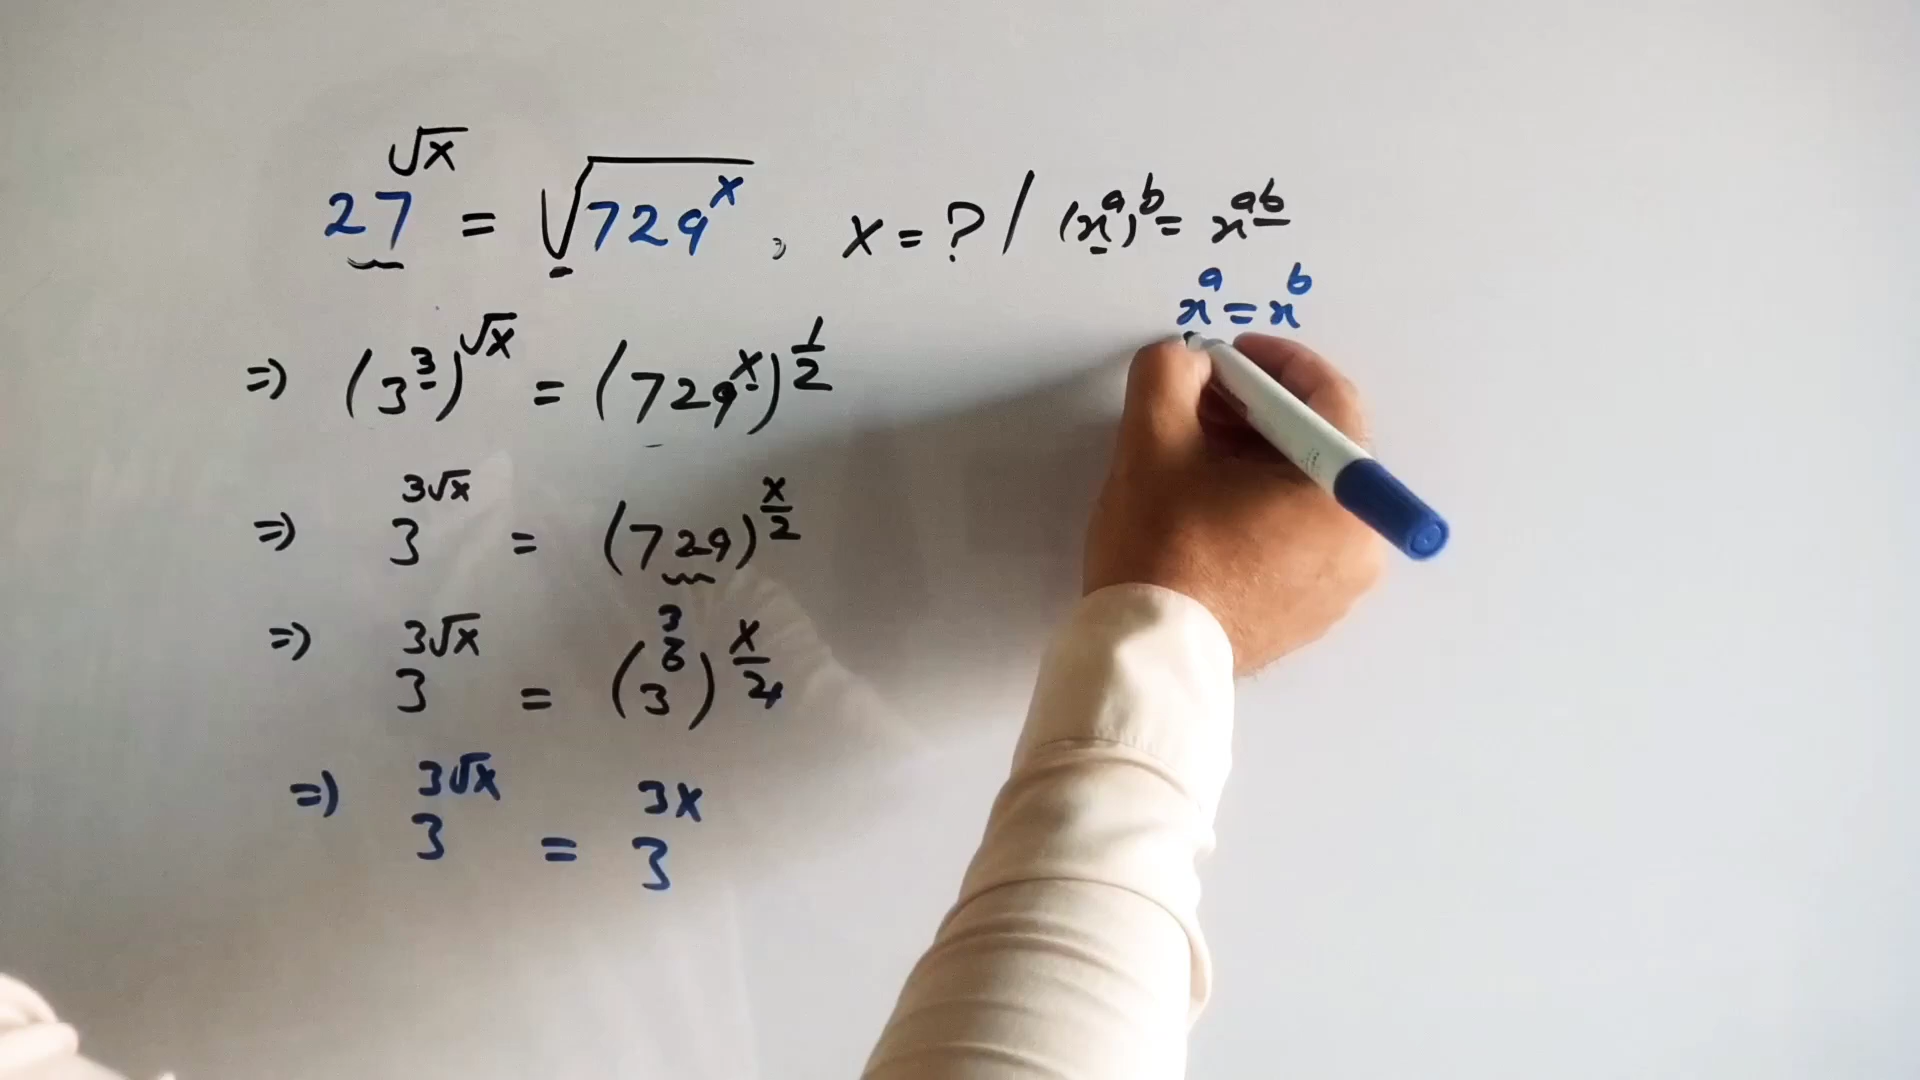 27^√x = √729^x , x = ? / (x^a)^b = x^ab
x^a = x^b
=> (3^3)^√x = (729^x)^1/2
=> 3^3√x = (729)^x/2
=> 3^3√x = (3^6)^x/2 3
=> 3^3√x = 3^3x